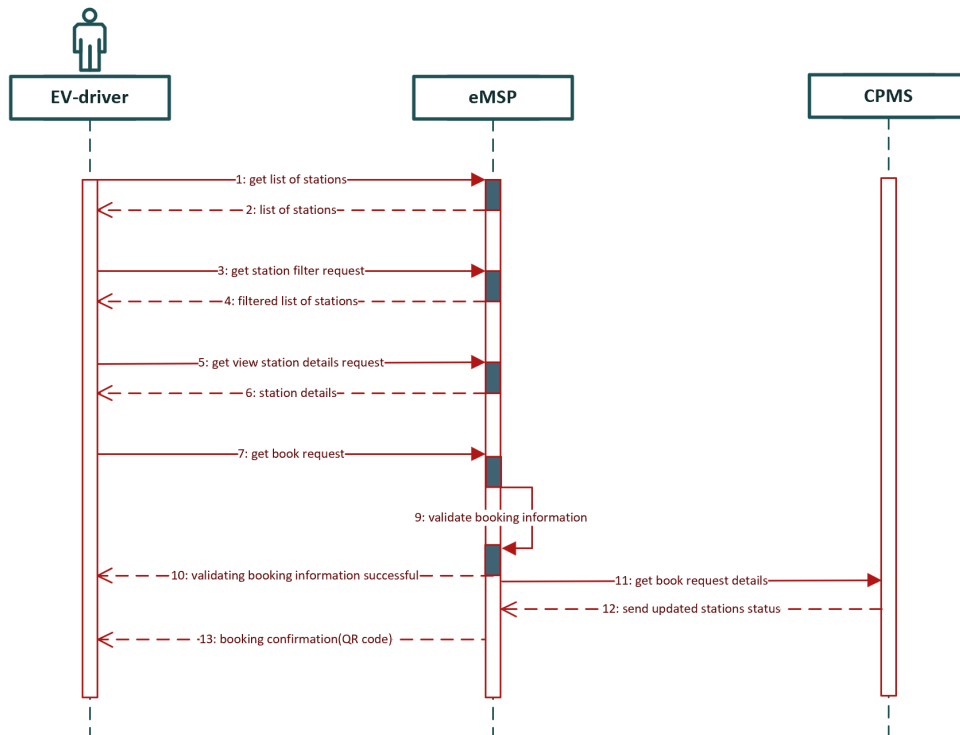 EV-driver
eMSP
CPMS
1: get list of stations
2: list of stations
3: get station filter request
4: filtered list of stations
5: get view station details request
6: station details
7: get book request
9: validate booking information
10: validating booking information successful
11: get book request details
12: send updated stations status
13: booking confirmation(QR code)